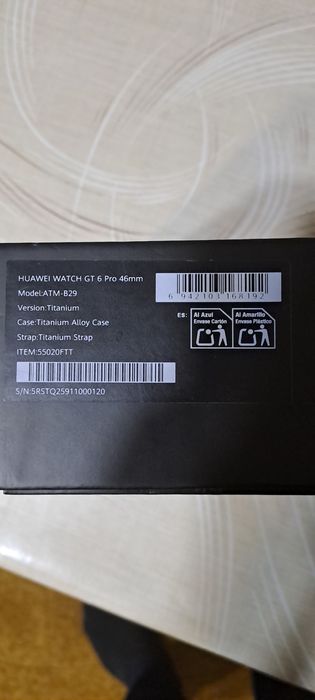 HUAWEI WATCH GT 6 Pro 46mm
Model:ATM-B29
Version:Titanium
Case:Titanium Alloy Case
Strap:Titanium Strap
ITEM:55020FTT
S/N:5RSTQ25911000120
6 942103 168192
ES:
Al Azul
Envase Cartón
Al Amarillo
Envase Plástico